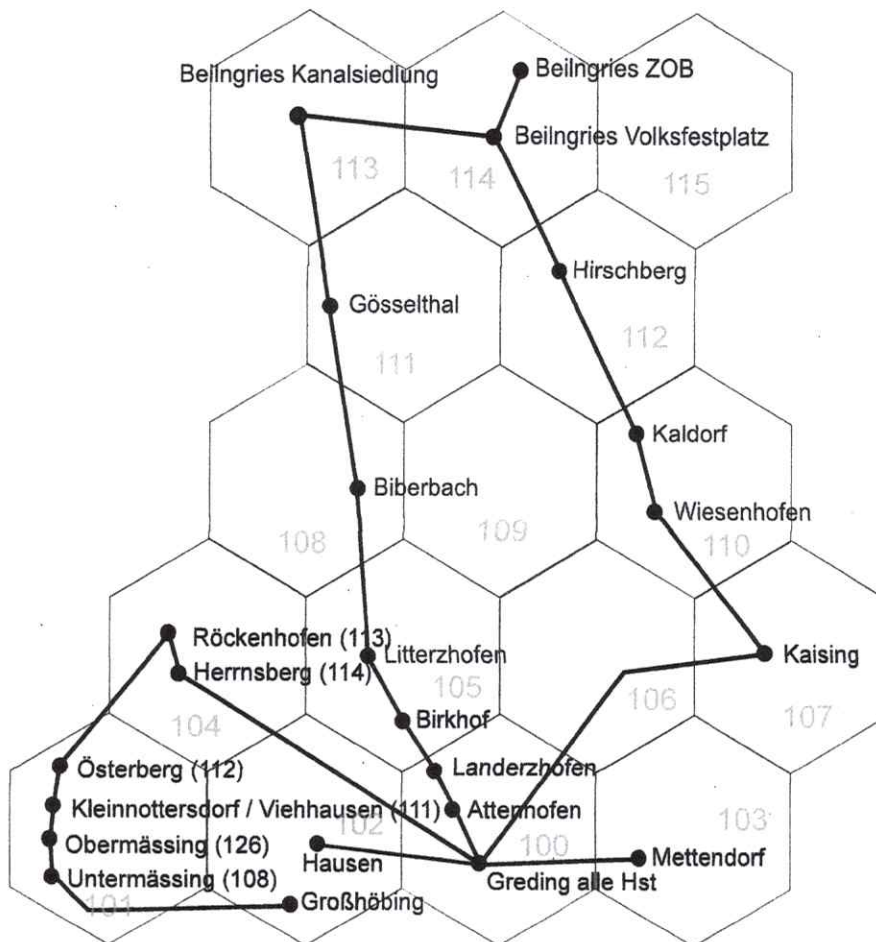 Beilngries ZOB
Beilngries Kanalsiedlung
Beilngries Volksfestplatz
113
114
115
Hirschberg
Gösselthal
112
111
Kaldorf
Biberbach
Wiesenhofen
108
109
110
Röckenhofen (113)
Litterzhofen
Kaising
Herrnsberg (114)
105
106
107
104
Birkhof
Österberg (112)
Landerzhofen
Kleinnottersdorf / Viehhausen (111)
Attenhofen
103
102
Obermässing (126)
100
Hausen
Mettendorf
Untermässing (108)
Greding alle Hst
101
Großhöbing